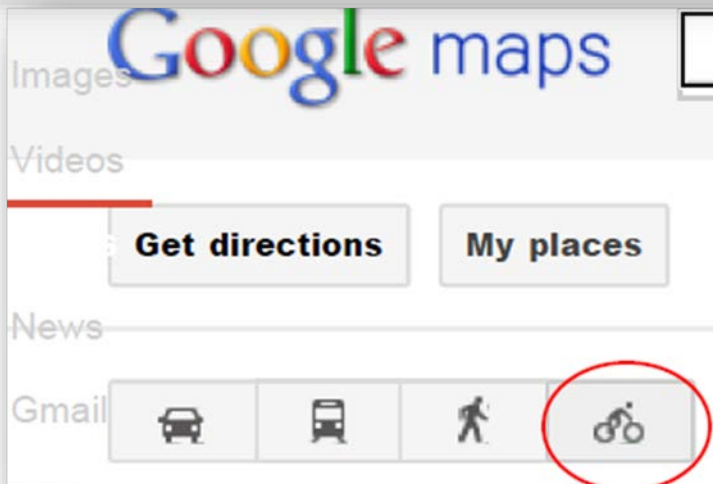 Google maps
Images
Videos
Get directions
My places
News
Gmail